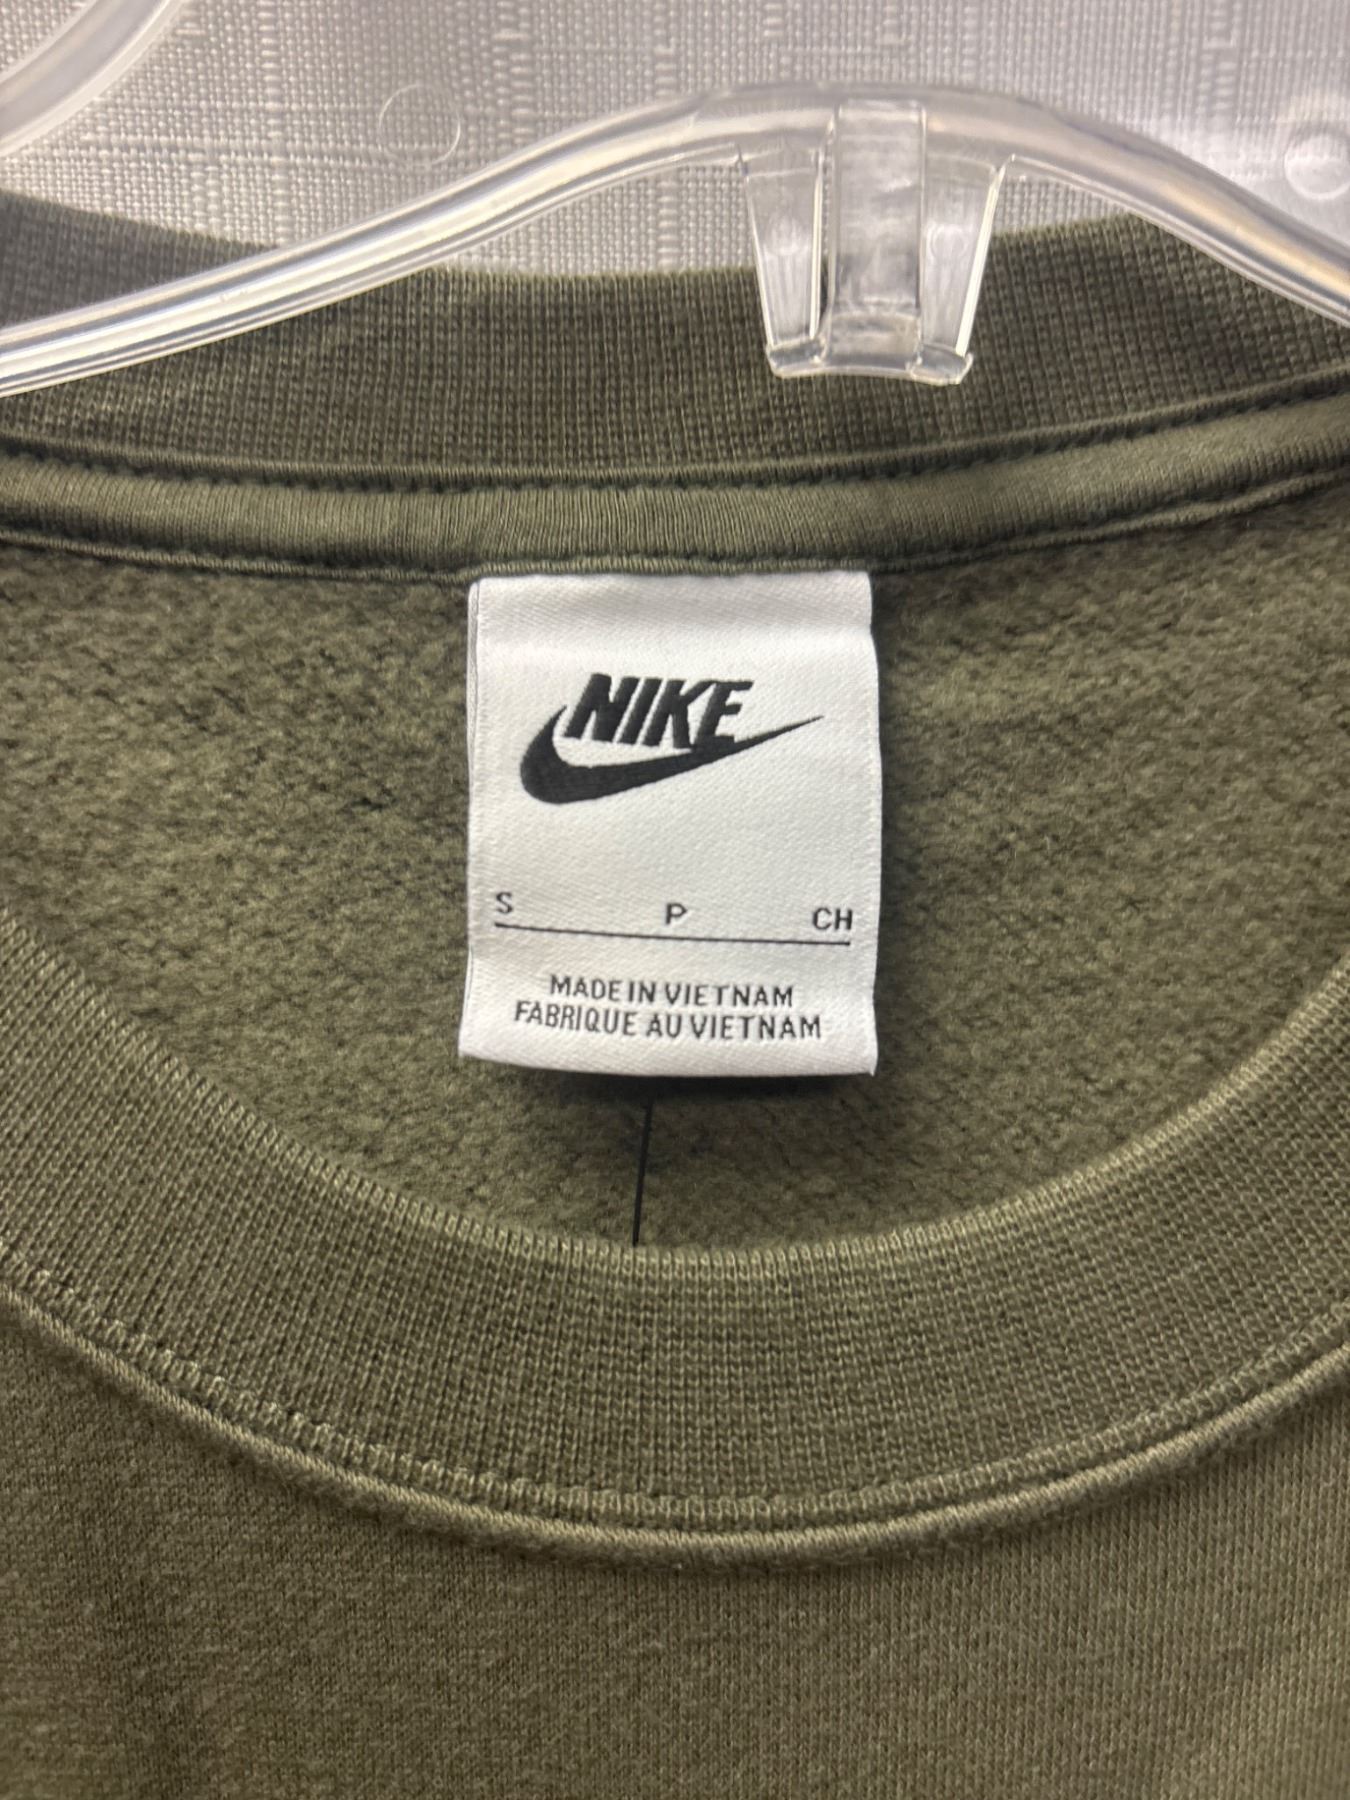 NIKE
S P CH
MADE IN VIETNAM
FABRIQUE AU VIETNAM